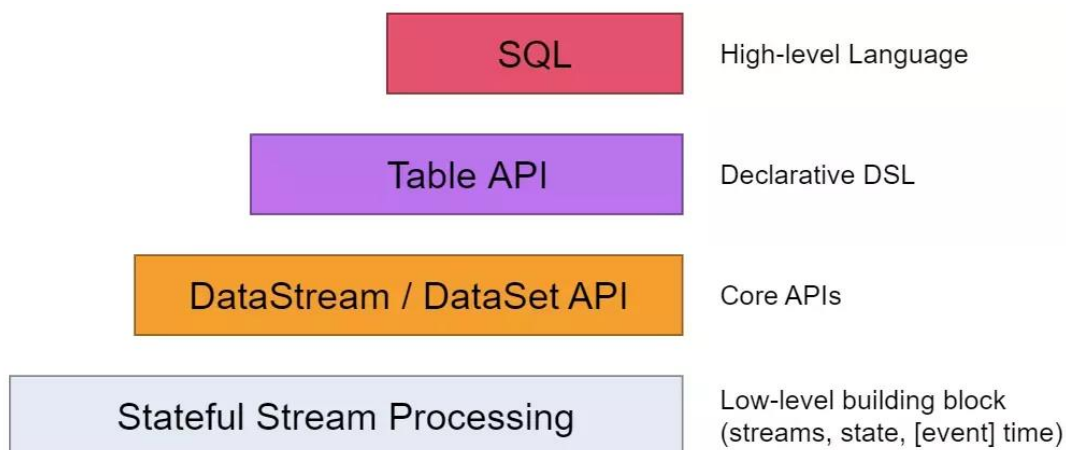 SQL
High-level Language
Table API
Declarative DSL
DataStream / DataSet API
Core APIs
Stateful Stream Processing
Low-level building block
(streams, state, [event] time)